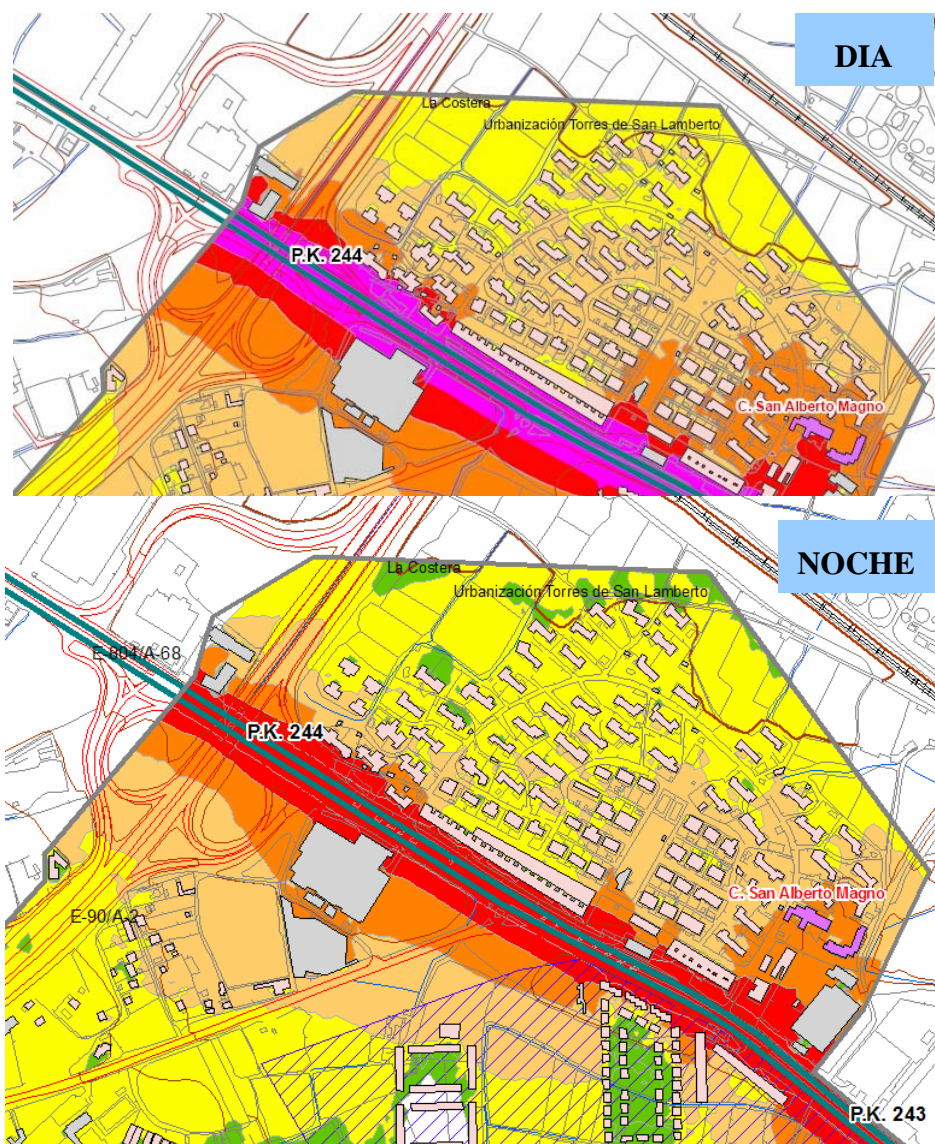 DIA
La Costera
Urbanización Torres de San Lamberto
P.K. 244
C. San Alberto Magno
NOCHE
La Costera
Urbanización Torres de San Lamberto
E-804/A-68
P.K. 244
C. San Alberto Magno
E-90/A-2
P.K. 243